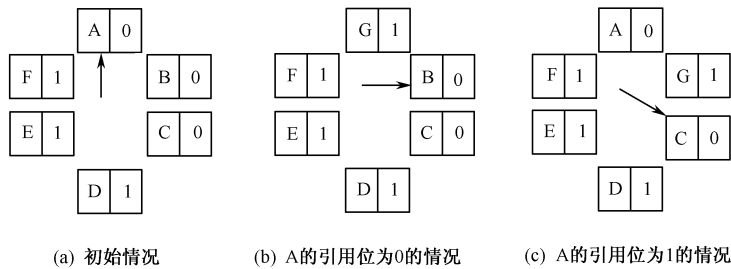 A 0
F 1
B 0
E 1
C 0
D 1
(a) 初始情况
G 1
F 1
B 0
E 1
C 0
D 1
(b) A的引用位为0的情况
A 0
F 1
G 1
E 1
C 0
D 1
(c) A的引用位为1的情况